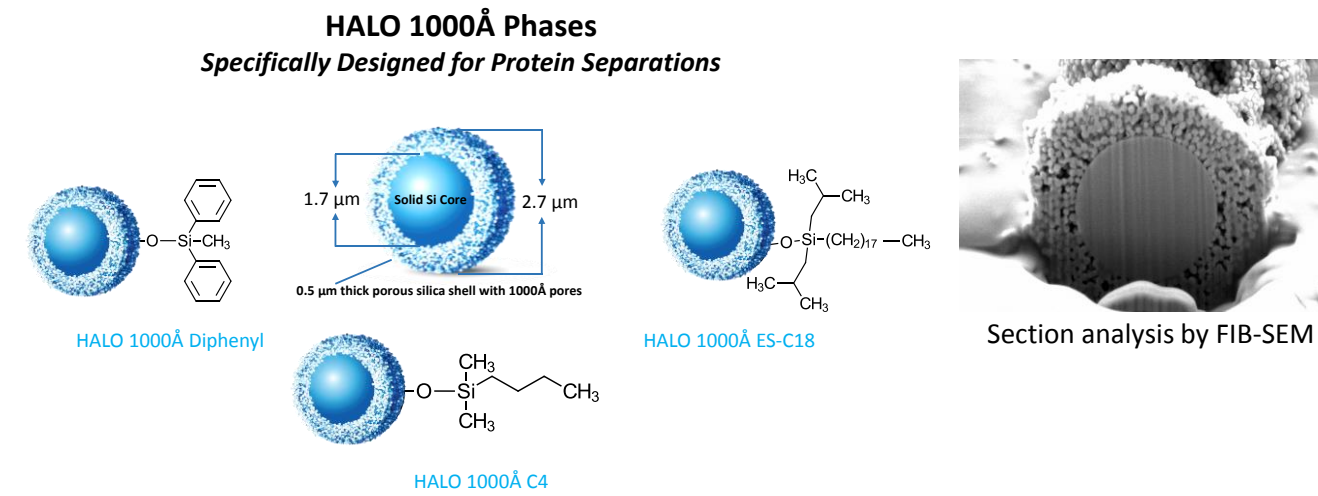 HALO 1000Å Phases
Specifically Designed for Protein Separations
1.7 µm
Solid Si Core
2.7 µm
0.5 µm thick porous silica shell with 1000Å pores
O
Si
CH₃
HALO 1000Å Diphenyl
H₃C
CH₃
O
Si
(CH₂)₁₇
CH₃
H₃C
CH₃
HALO 1000Å ES-C18
Section analysis by FIB-SEM
CH₃
O
Si
CH₃
CH₃
HALO 1000Å C4